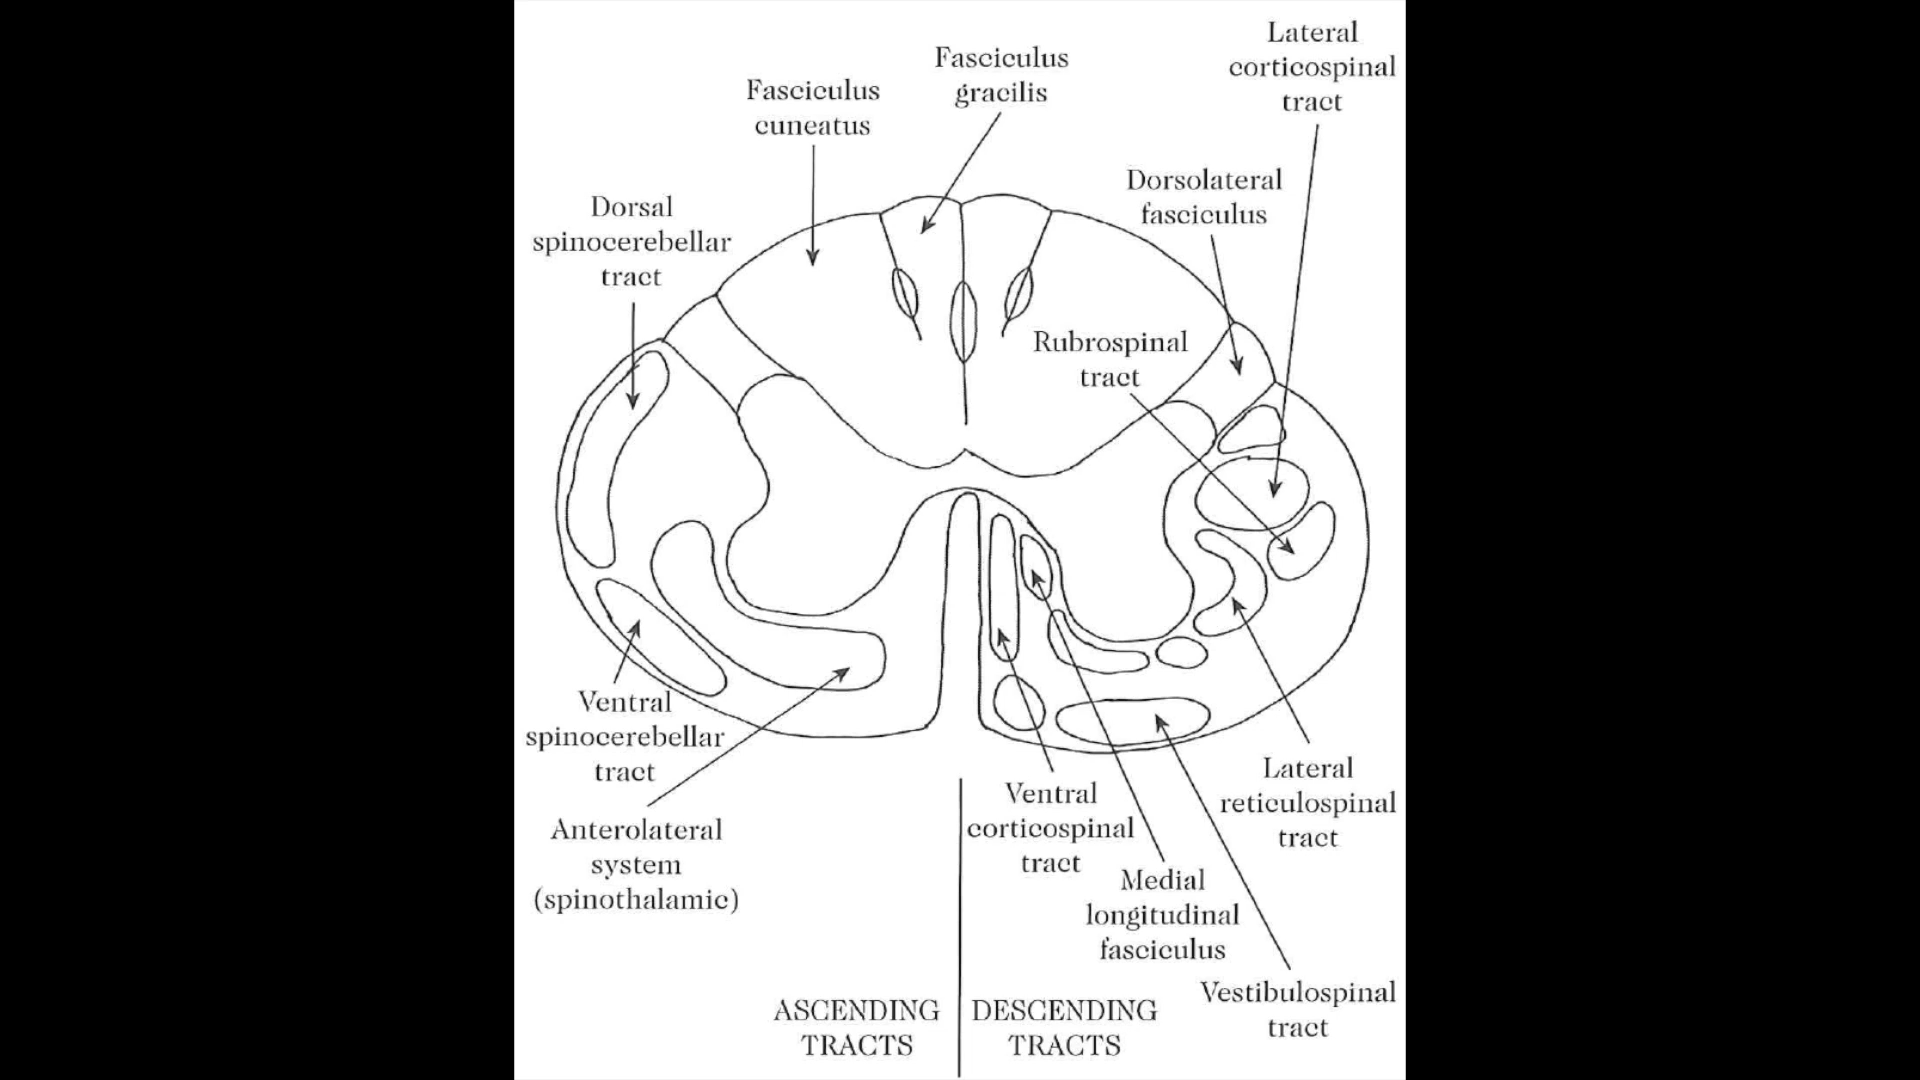 Lateral
corticospinal
tract
Fasciculus
gracilis
Fasciculus
cuneatus
Dorsolateral
fasciculus
Dorsal
spinocerebellar
tract
Rubrospinal
tract
Ventral
spinocerebellar
tract
Anterolateral
system
(spinothalamic)
Ventral
corticospinal
tract
Lateral
reticulospinal
tract
Medial
longitudinal
fasciculus
Vestibulospinal
tract
ASCENDING
TRACTS
DESCENDING
TRACTS